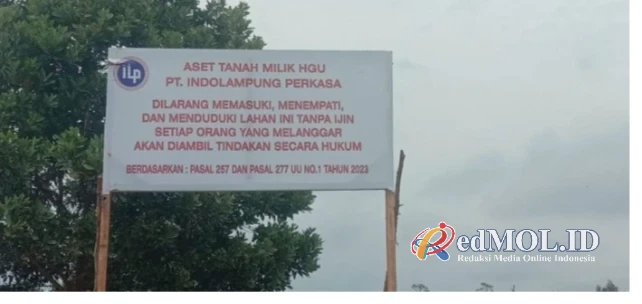 ilp
ASET TANAH MILIK HGU
PT. INDOLAMPUNG PERKASA
DILARANG MEMASUKI, MENEMPATI,
DAN MENDUDUKI LAHAN INI TANPA IJIN
SETIAP ORANG YANG MELANGGAR
AKAN DIAMBIL TINDAKAN SECARA HUKUM
BERDASARKAN : PASAL 257 DAN PASAL 277 UU NO.1 TAHUN 2023
RedMOL.ID
Redaksi Media Online Indonesia